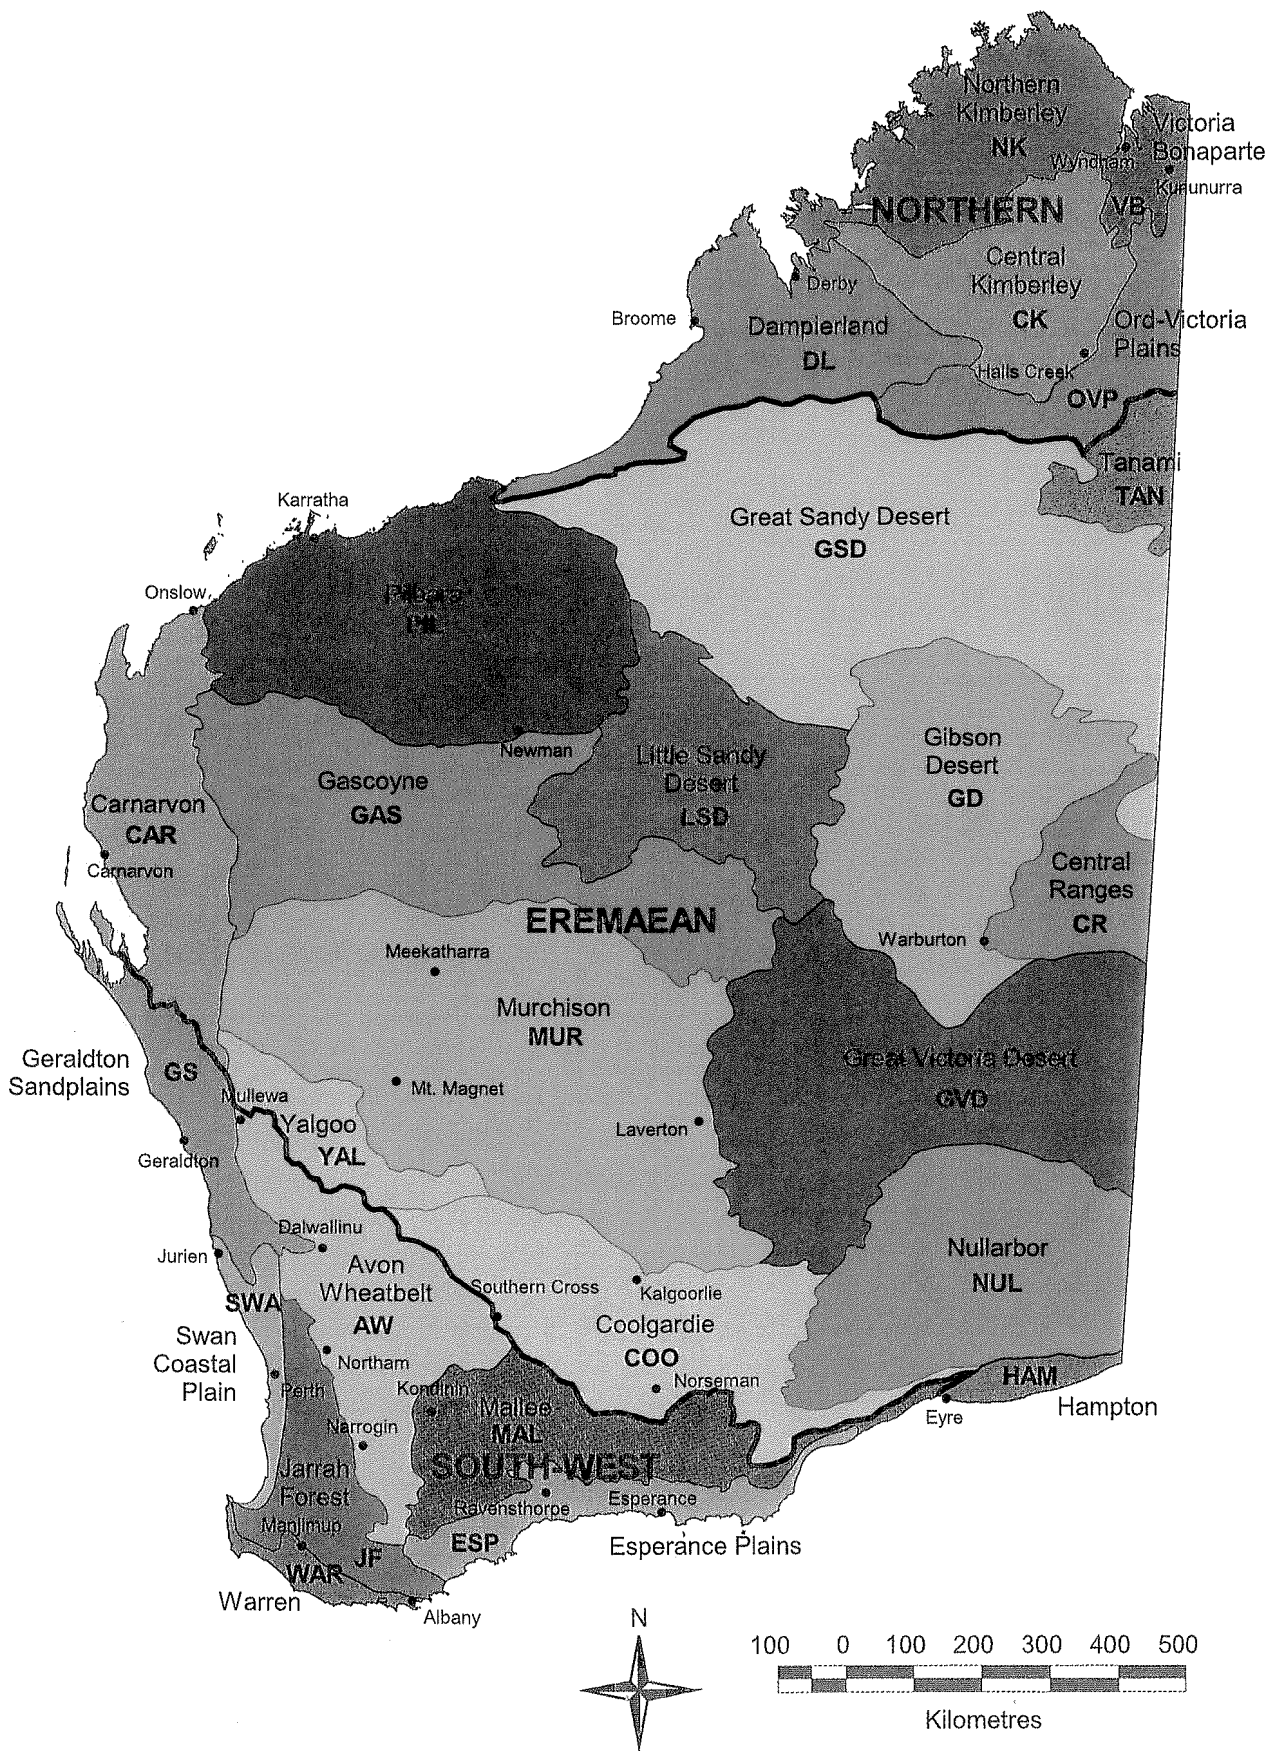 Northern
Kimberley
NK
Victoria
Bonaparte
Wyndham
Kununurra
NORTHERN
VB
Central
Kimberley
CK
Derby
Broome
Dampierland
DL
Ord-Victoria
Plains
Halls Creek
OVP
Tanami
TAN
Karratha
Great Sandy Desert
GSD
Onslow
Pilbara
PIL
Newman
Little Sandy
Desert
LSD
Gibson
Desert
GD
Gascoyne
GAS
Carnarvon
CAR
Carnarvon
Central
Ranges
CR
EREMAEAN
Warburton
Meekatharra
Murchison
MUR
Geraldton
Sandplains
GS
Great Victoria Desert
GVD
Mt. Magnet
Mullewa
Yalgoo
YAL
Laverton
Geraldton
Dalwallinu
Jurien
Avon
Wheatbelt
AW
Nullarbor
NUL
Southern Cross
Kalgoorlie
SWA
Coolgardie
COO
Swan
Coastal
Plain
Northam
Perth
Kondinin
Norseman
HAM
Hampton
Eyre
Mallee
MAL
Narrogin
SOUTH-WEST
Jarrah
Forest
Ravensthorpe
Esperance
Manjimup
JF
ESP
Esperance Plains
WAR
Warren
Albany
N
100 0 100 200 300 400 500
Kilometres